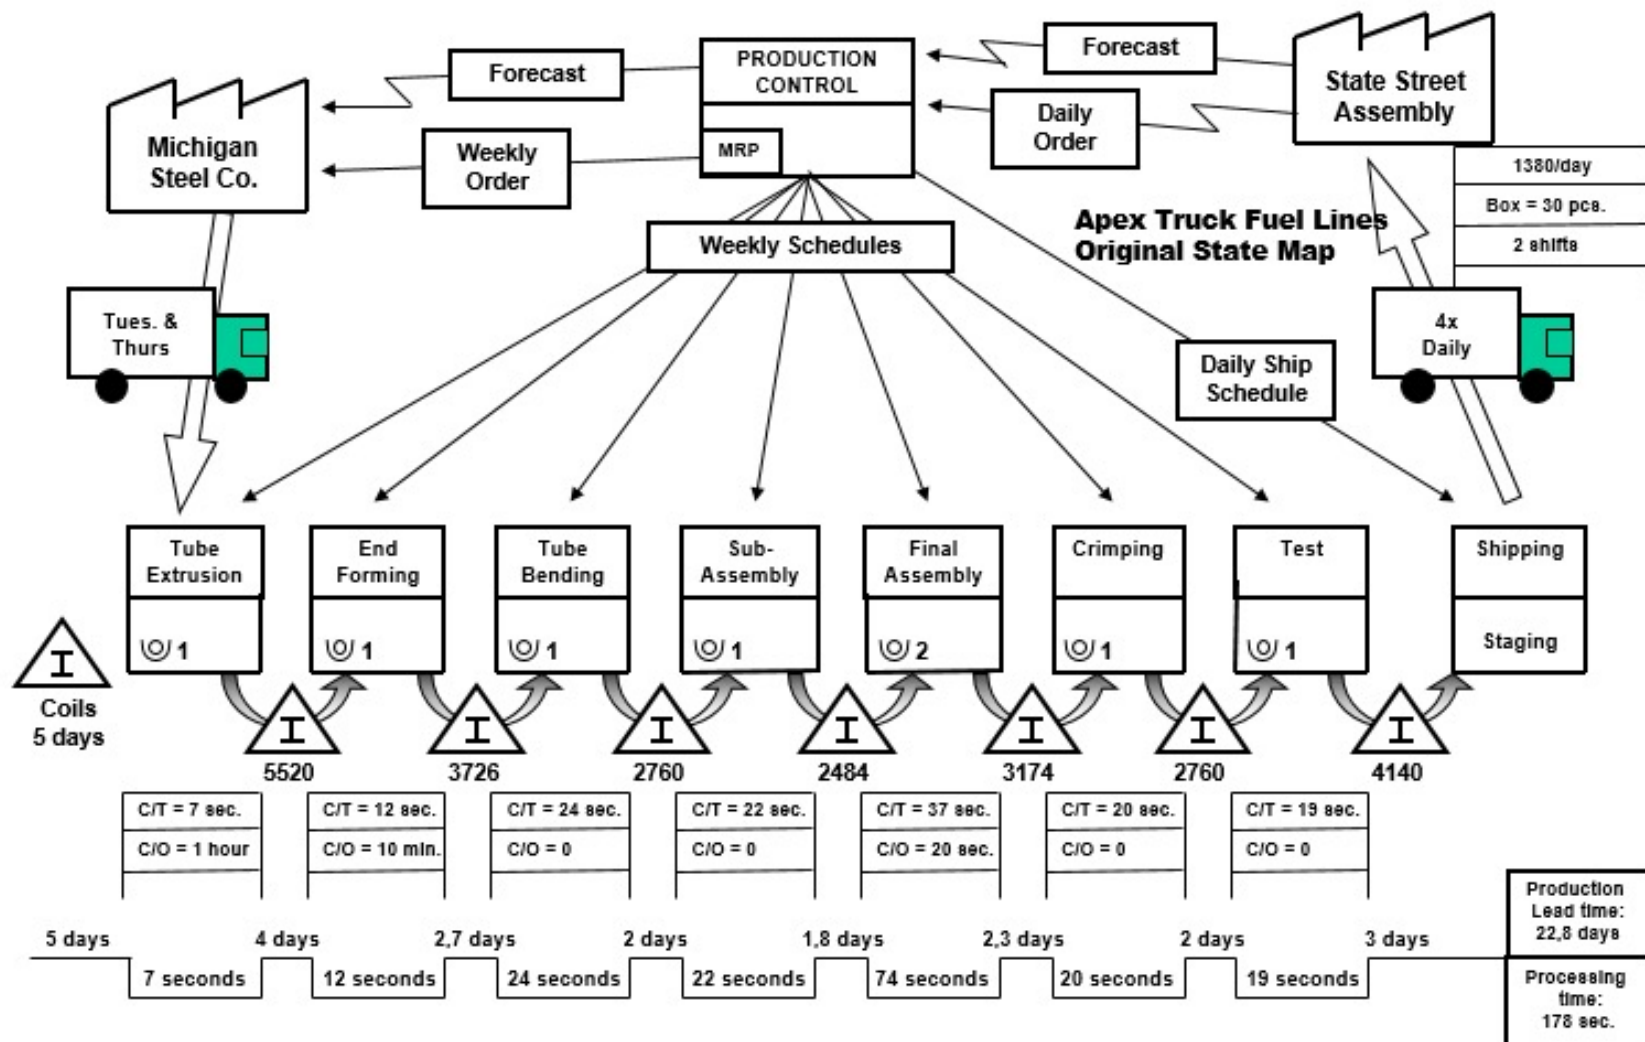 Forecast
PRODUCTION
CONTROL
MRP
Forecast
State Street
Assembly
Daily
Order
Michigan
Steel Co.
Weekly
Order
1380/day
Box = 30 pcs.
2 shifts
Apex Truck Fuel Lines
Original State Map
Weekly Schedules
Tues. &
Thurs
4x
Daily
Daily Ship
Schedule
Tube
Extrusion
1
End
Forming
1
Tube
Bending
1
Sub-
Assembly
1
Final
Assembly
2
Crimping
1
Test
1
Shipping
Staging
I
Coils
5 days
I
5520
I
3726
I
2760
I
2484
I
3174
I
2760
I
4140
C/T = 7 sec.
C/O = 1 hour
C/T = 12 sec.
C/O = 10 min.
C/T = 24 sec.
C/O = 0
C/T = 22 sec.
C/O = 0
C/T = 37 sec.
C/O = 20 sec.
C/T = 20 sec.
C/O = 0
C/T = 19 sec.
C/O = 0
5 days
4 days
2,7 days
2 days
1,8 days
2,3 days
2 days
3 days
7 seconds
12 seconds
24 seconds
22 seconds
74 seconds
20 seconds
19 seconds
Production
Lead time:
22,8 days
Processing
time:
178 sec.